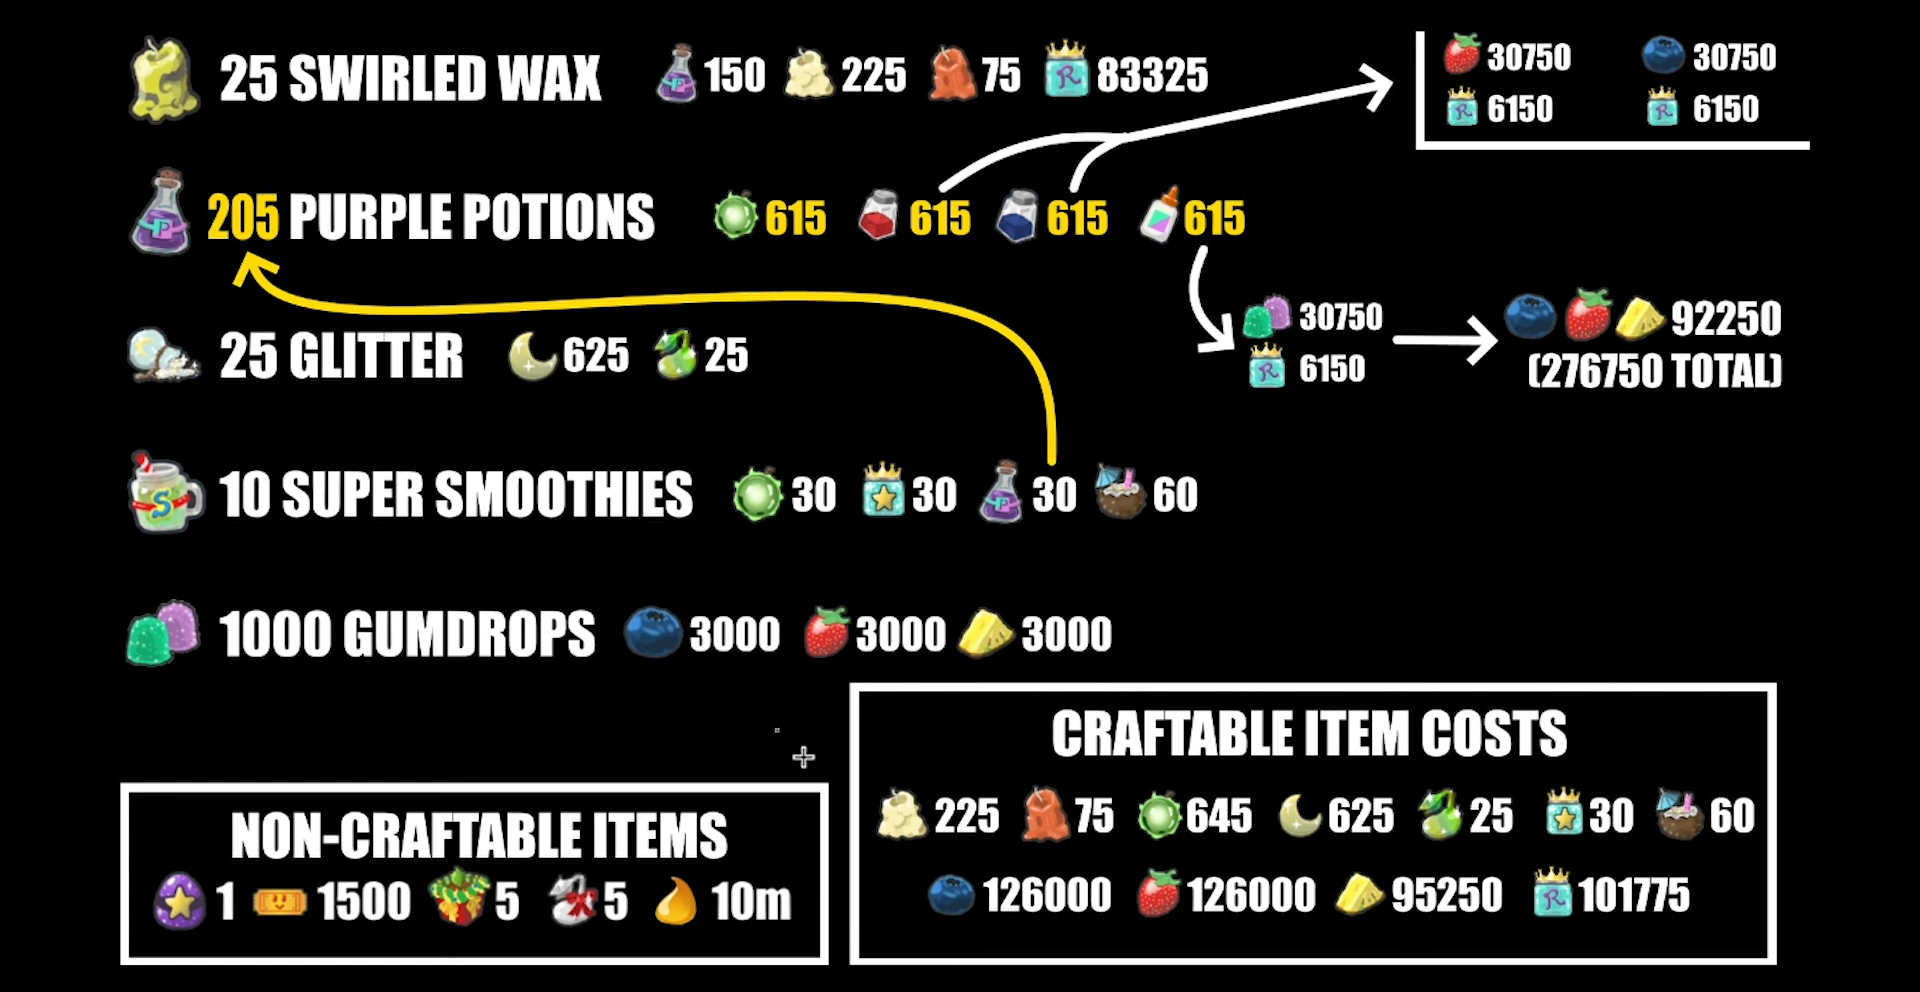 25 SWIRLED WAX 150 225 75 R 83325
30750 30750
R 6150 R 6150
P 205 PURPLE POTIONS 615 615 615 615
30750
R 6150
92250
(276750 TOTAL)
25 GLITTER 625 25
S 10 SUPER SMOOTHIES 30 30 P 30 60
1000 GUMDROPS 3000 3000 3000
NON-CRAFTABLE ITEMS
1 1500 5 5 10m
CRAFTABLE ITEM COSTS
225 75 645 625 25 30 60
126000 126000 95250 R 101775